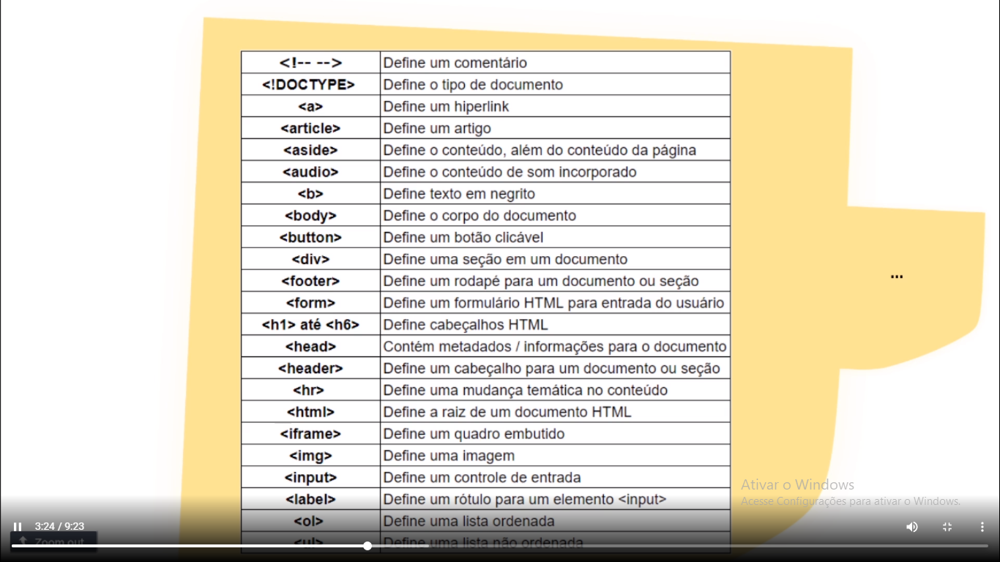 <!-- --> Define um comentário
<!DOCTYPE> Define o tipo de documento
<a> Define um hiperlink
<article> Define um artigo
<aside> Define o conteúdo, além do conteúdo da página
<audio> Define o conteúdo de som incorporado
<b> Define texto em negrito
<body> Define o corpo do documento
<button> Define um botão clicável
<div> Define uma seção em um documento
<footer> Define um rodapé para um documento ou seção
<form> Define um formulário HTML para entrada do usuário
<h1> até <h6> Define cabeçalhos HTML
<head> Contém metadados / informações para o documento
<header> Define um cabeçalho para um documento ou seção
<hr> Define uma mudança temática no conteúdo
<html> Define a raiz de um documento HTML
<iframe> Define um quadro embutido
<img> Define uma imagem
<input> Define um controle de entrada
<label> Define um rótulo para um elemento <input>
<ol> Define uma lista ordenada
<ul> Define uma lista não ordenada
...
Ativar o Windows
Acesse Configurações para ativar o Windows.
3:24 / 9:23
Zoom out